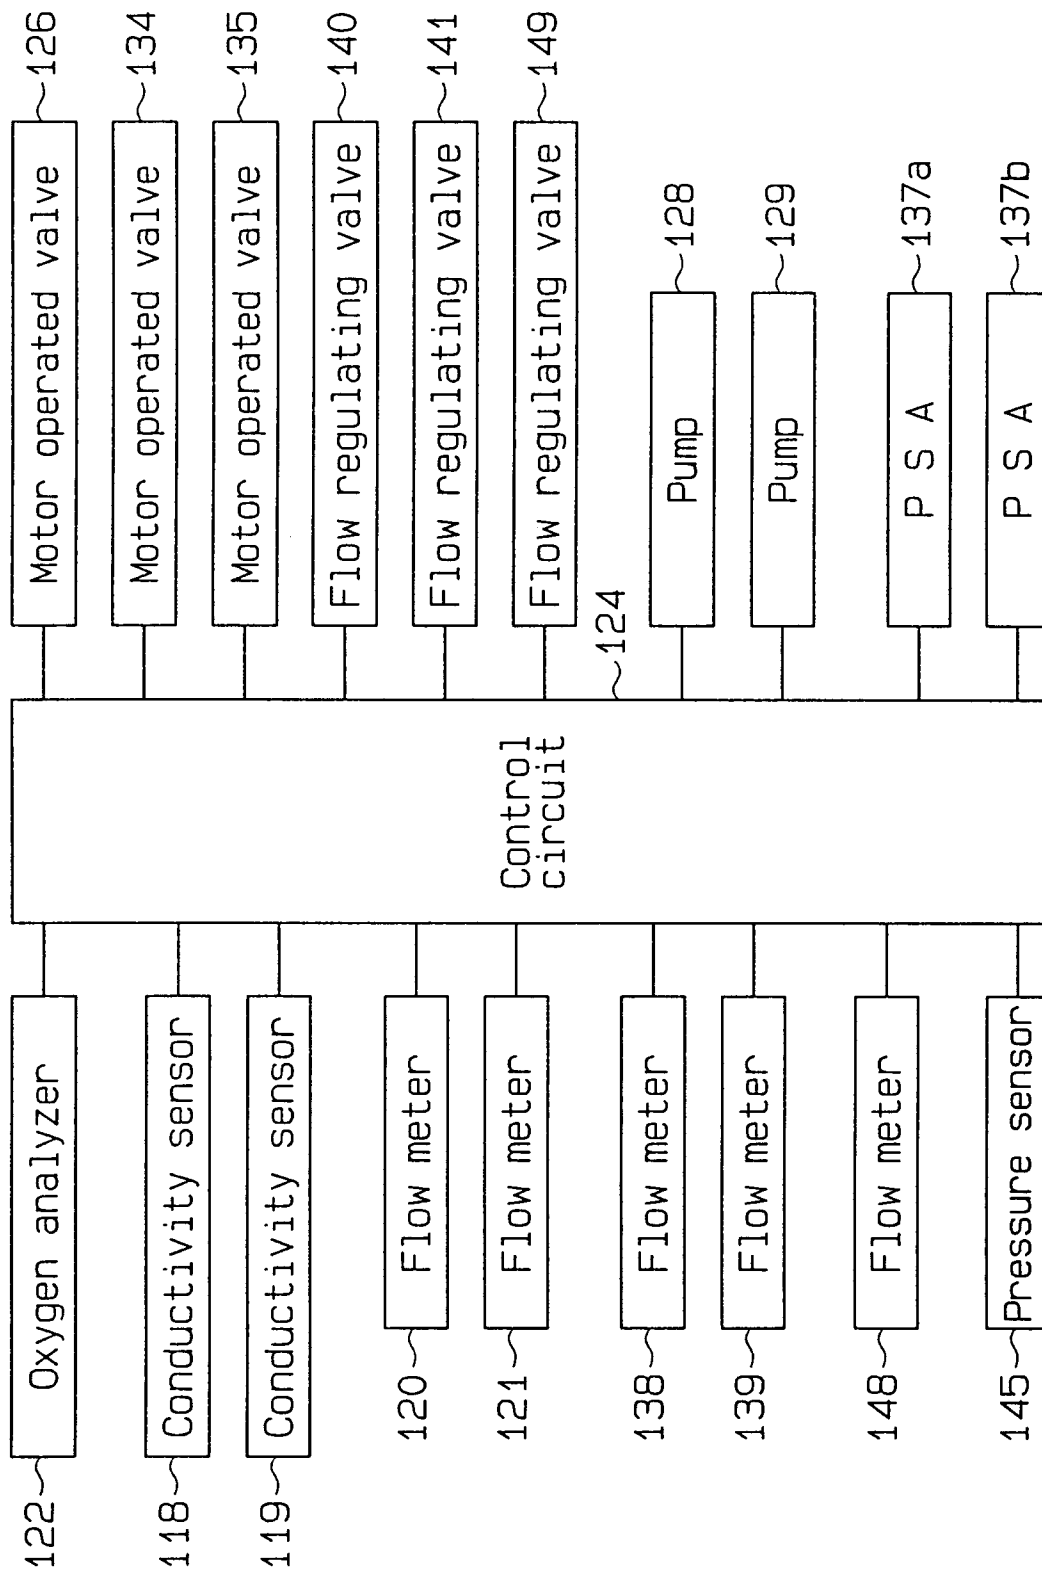 122 Oxygen analyzer
118 Conductivity sensor
119 Conductivity sensor
120 Flow meter
121 Flow meter
138 Flow meter
139 Flow meter
148 Flow meter
145 Pressure sensor
Control
circuit
124
Motor operated valve 126
Motor operated valve 134
Motor operated valve 135
Flow regulating valve 140
Flow regulating valve 141
Flow regulating valve 149
Pump 128
Pump 129
P S A 137a
P S A 137b